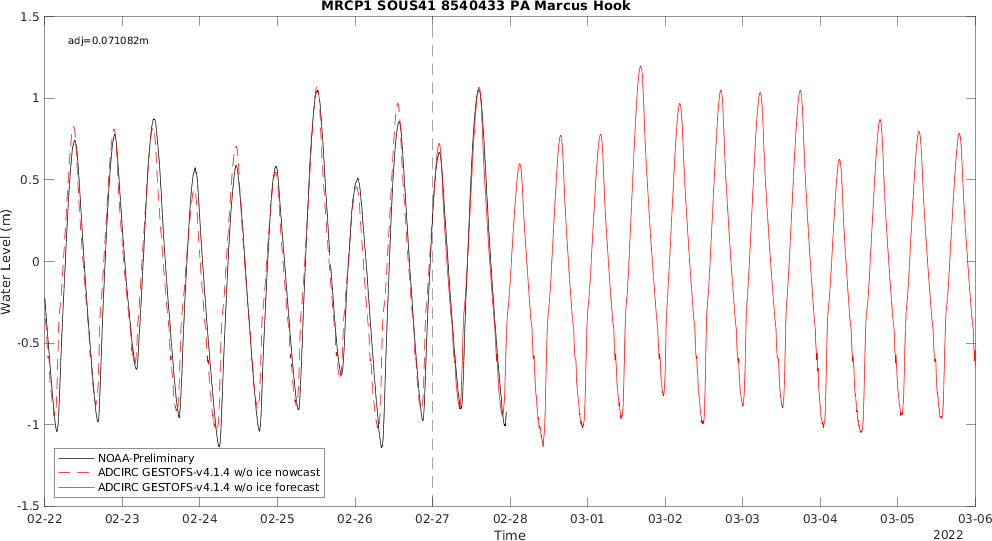 MRCP1 SOUS41 8540433 PA Marcus Hook
adj=0.071082m
Water Level (m)
1.5
1
0.5
0
-0.5
-1
-1.5
NOAA-Preliminary
ADCIRC GESTOFS-v4.1.4 w/o ice nowcast
ADCIRC GESTOFS-v4.1.4 w/o ice forecast
02-22 02-23 02-24 02-25 02-26 02-27 02-28 03-01 03-02 03-03 03-04 03-05 03-06
Time
2022